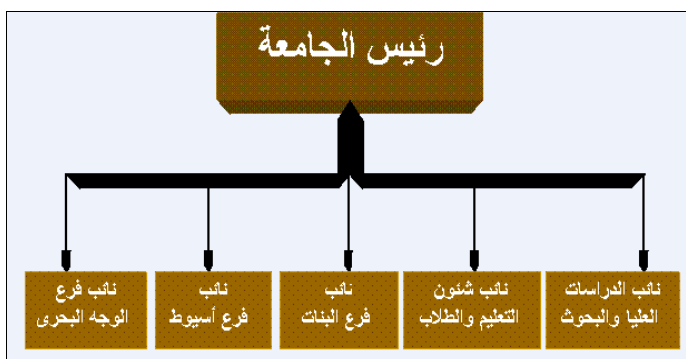 رئيس الجامعة
نائب الدراسات
العليا والبحوث
نائب شئون
التعليم والطلاب
نائب
فرع البنات
نائب
فرع أسيوط
نائب فرع
الوجه البحرى